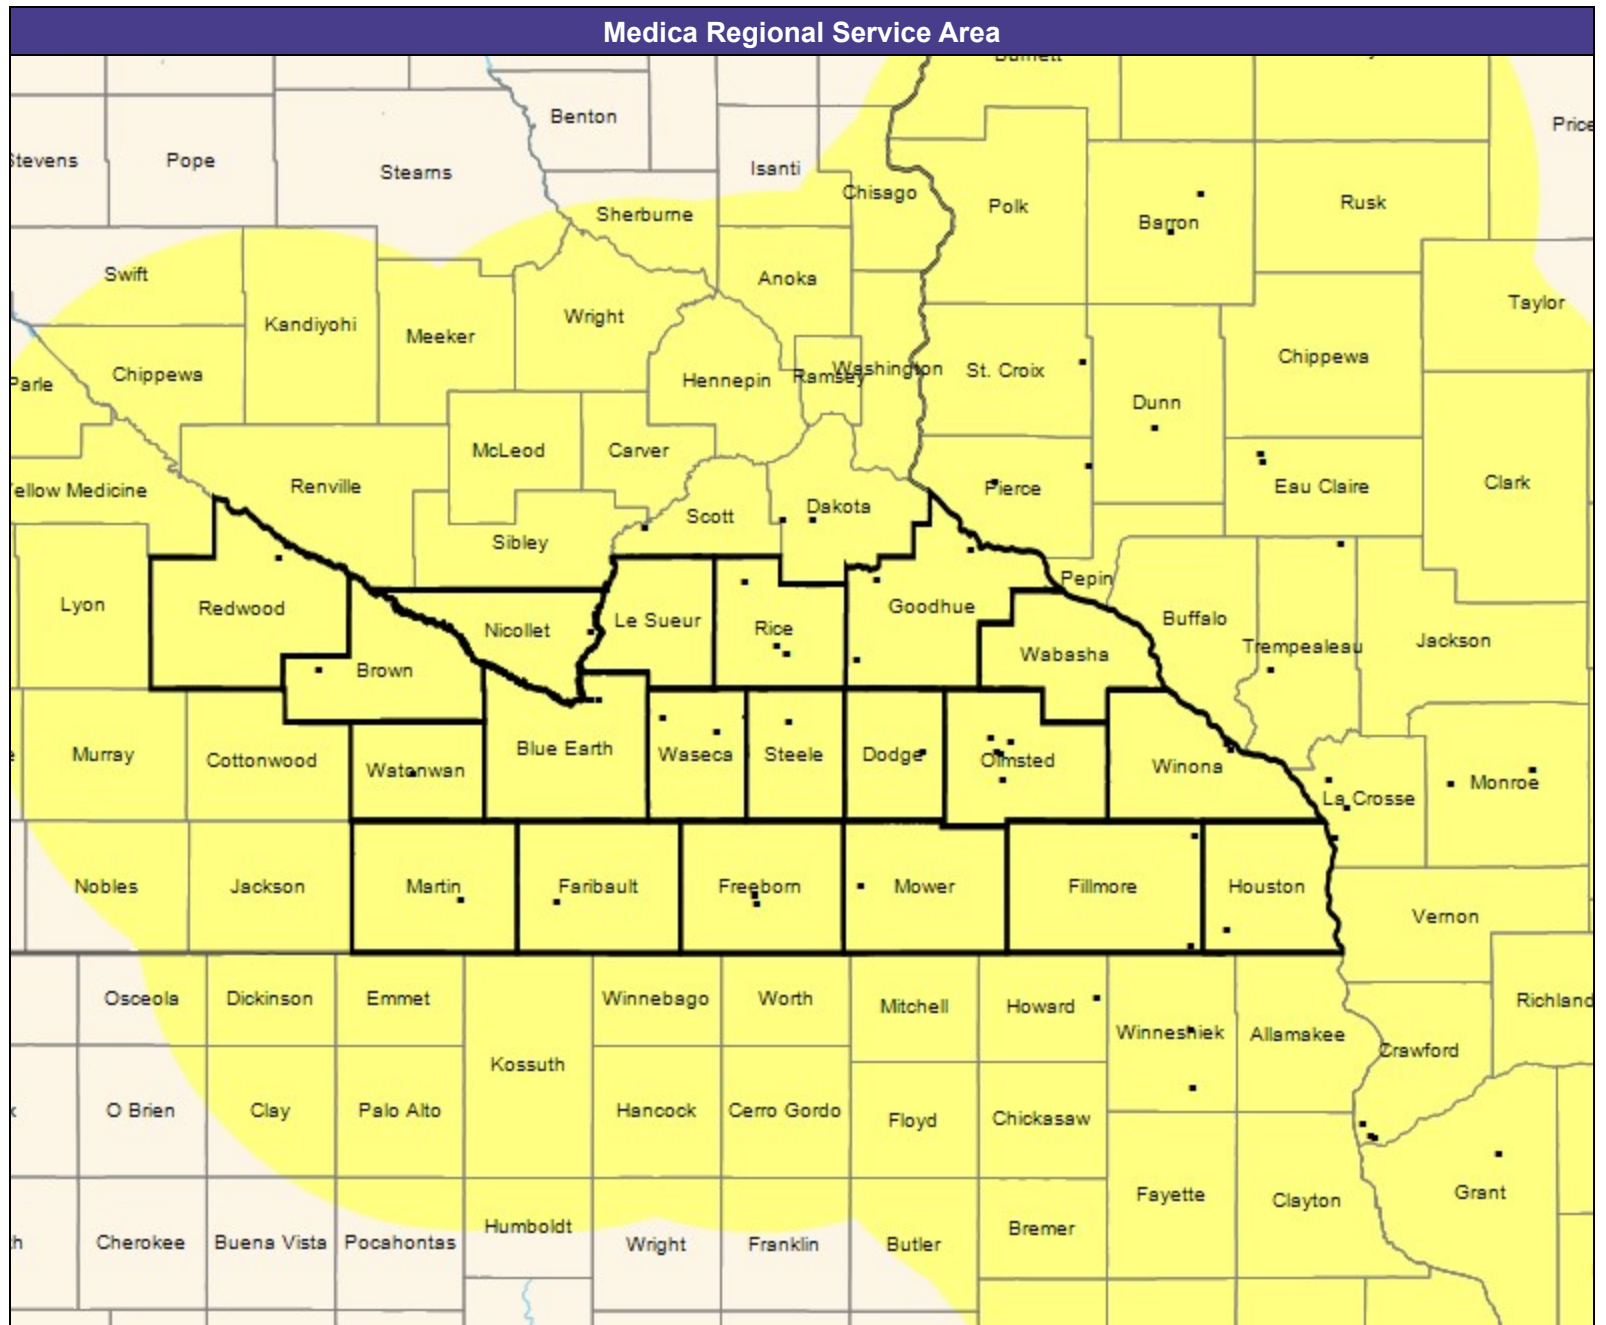 Medica Regional Service Area
Benton
Price
Stevens
Pope
Stearns
Isanti
Chisago
Polk
Barron
Rusk
Sherburne
Swift
Anoka
Kandiyohi
Meeker
Wright
Taylor
Chippewa
Hennepin
Ramsey
Washington
St. Croix
Chippewa
Parle
Dunn
McLeod
Carver
Renville
ellow Medicine
Scott
Dakota
Pierce
Eau Claire
Clark
Sibley
Pepin
Lyon
Redwood
Nicollet
Le Sueur
Rice
Goodhue
Buffalo
Trempealeau
Jackson
Brown
Wabasha
Murray
Cottonwood
Watonwan
Blue Earth
Waseca
Steele
Dodge
Olmsted
Winona
La Crosse
Monroe
Nobles
Jackson
Martin
Faribault
Freeborn
Mower
Fillmore
Houston
Vernon
Osceola
Dickinson
Emmet
Winnebago
Worth
Mitchell
Howard
Winneshiek
Allamakee
Richland
Crawford
Kossuth
O Brien
Clay
Palo Alto
Hancock
Cerro Gordo
Floyd
Chickasaw
Fayette
Clayton
Grant
Cherokee
Buena Vista
Pocahontas
Humboldt
Wright
Franklin
Butler
Bremer